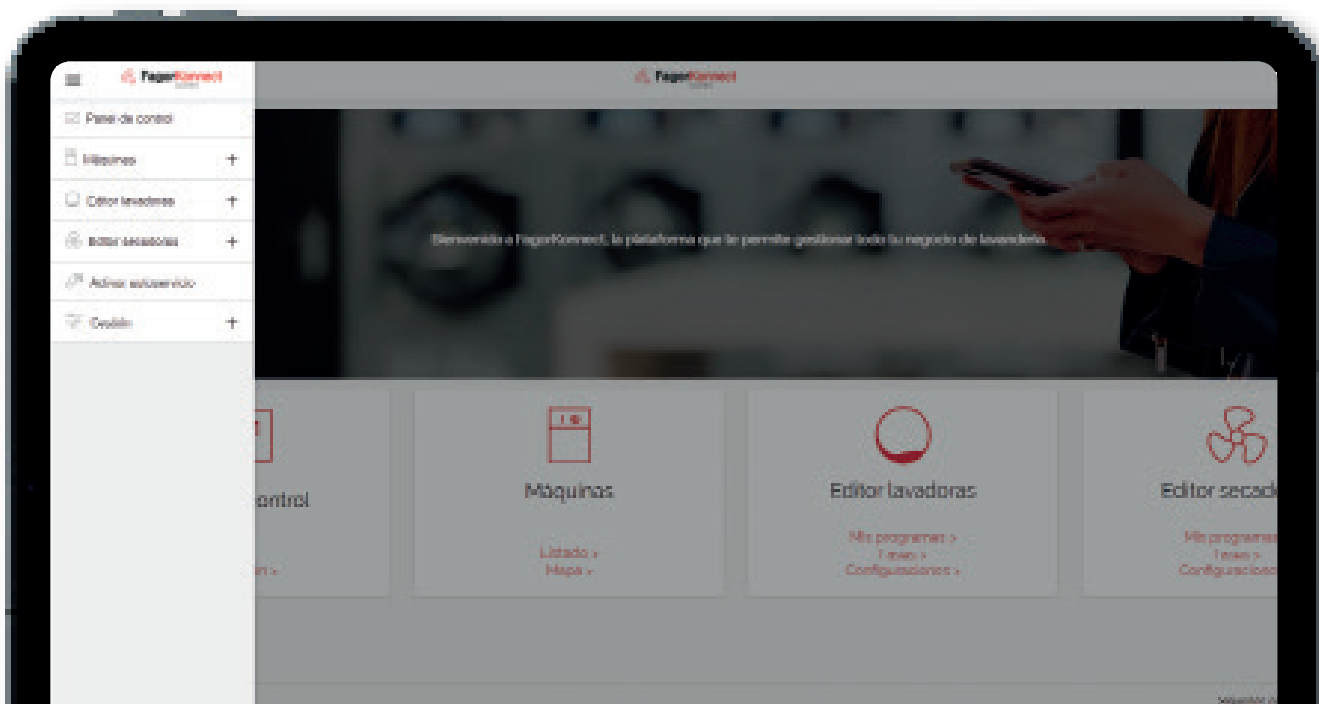 FagorKonnect
FagorKonnect
Panel de control
Máquinas +
Editor lavadoras +
Editor secadoras +
Activar autoservicio
Gestión +
Bienvenido a FagorKonnect, la plataforma que te permite gestionar todo tu negocio de lavandería
ontrol
Máquinas
Listado >
Mapa >
Editor lavadoras
Mis programas >
Configuraciones >
Editor secad
Mis programas
Configuracione